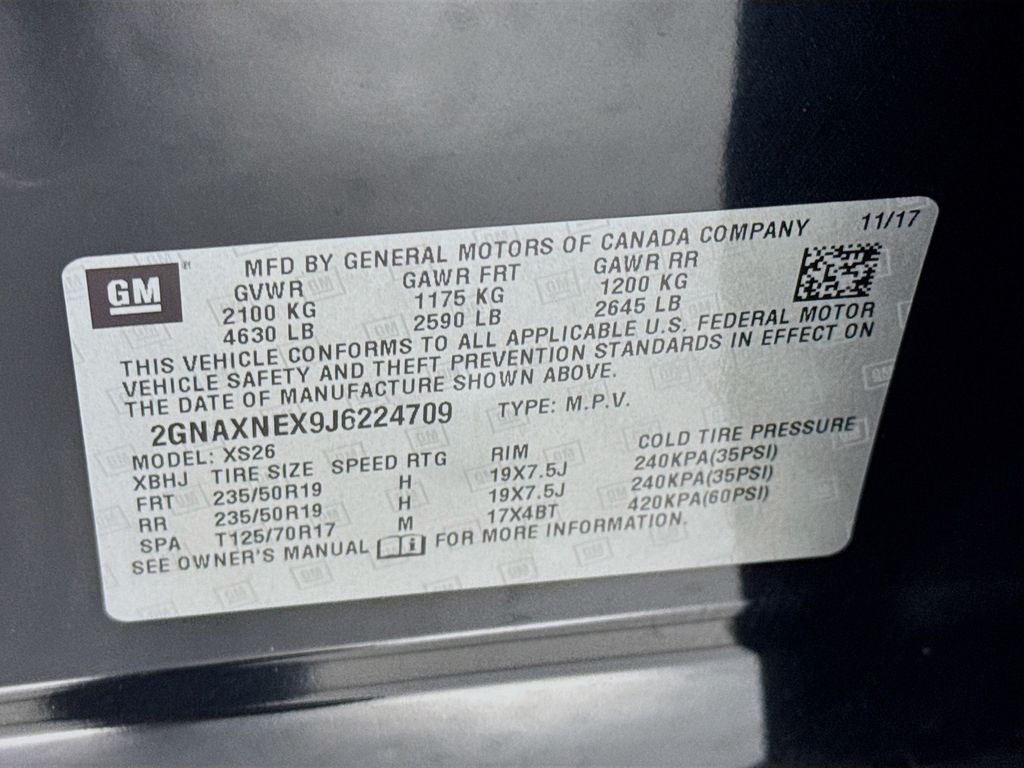 11/17
GM
MFD BY GENERAL MOTORS OF CANADA COMPANY
GVWR GAWR FRT GAWR RR
2100 KG 1175 KG 1200 KG
4630 LB 2590 LB 2645 LB
THIS VEHICLE CONFORMS TO ALL APPLICABLE U.S. FEDERAL MOTOR
VEHICLE SAFETY AND THEFT PREVENTION STANDARDS IN EFFECT ON
THE DATE OF MANUFACTURE SHOWN ABOVE.
2GNAXNEX9J6224709 TYPE: M.P.V.
MODEL: XS26
XBHJ TIRE SIZE SPEED RTG RIM COLD TIRE PRESSURE
FRT 235/50R19 H 19X7.5J 240KPA(35PSI)
RR 235/50R19 H 19X7.5J 240KPA(35PSI)
SPA T125/70R17 M 17X4BT 420KPA(60PSI)
SEE OWNER'S MANUAL i FOR MORE INFORMATION.